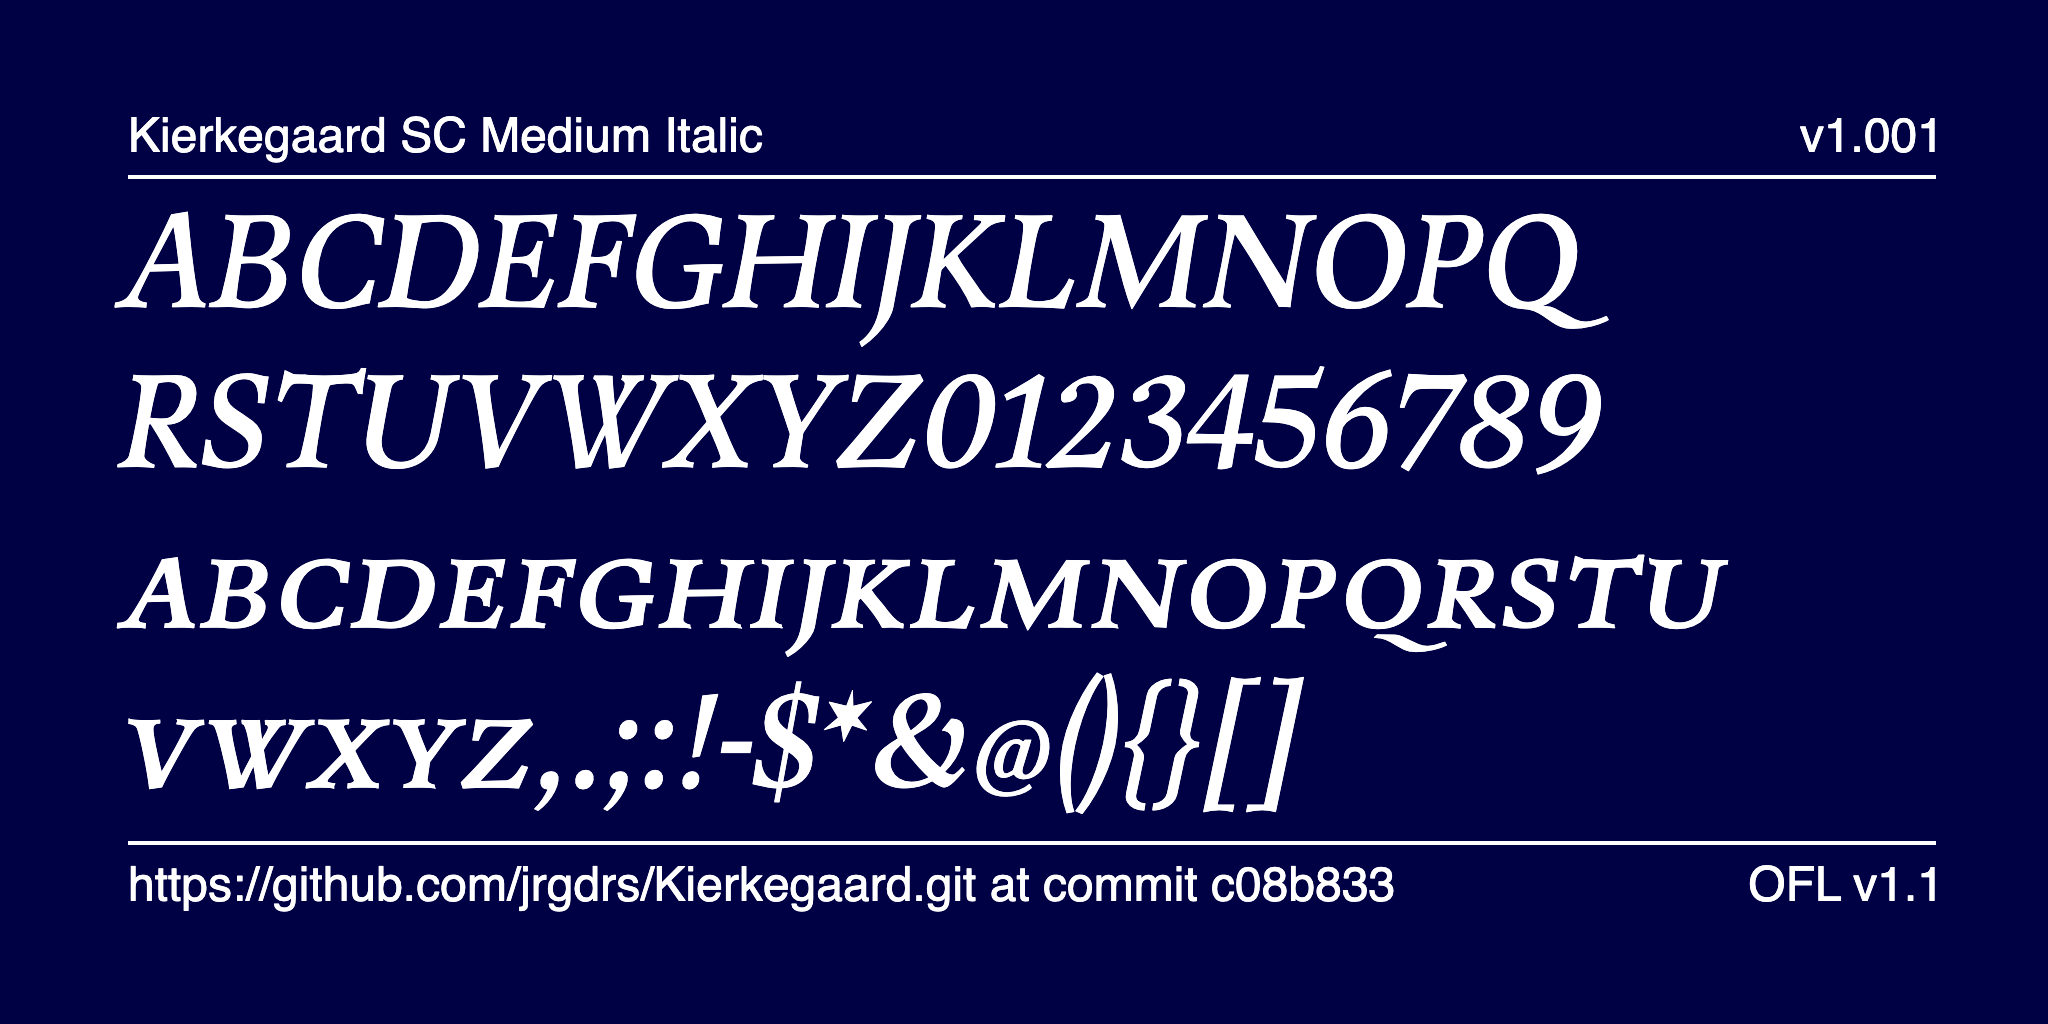 Kierkegaard SC Medium Italic v1.001
ABCDEFGHIJKLMNOPQ
RSTUVWXYZ0123456789
ABCDEFGHIJKLMNOPQRSTU
VWXYZ,.;:!-$*&@(){}[]
https://github.com/jrgdrs/Kierkegaard.git at commit c08b833 OFL v1.1